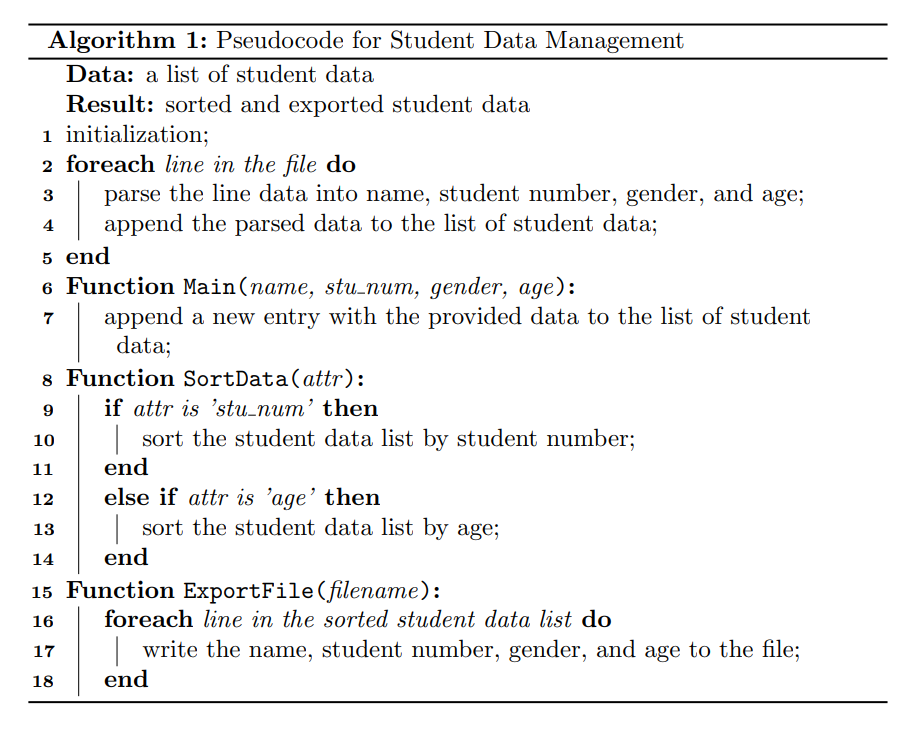 Algorithm 1: Pseudocode for Student Data Management
Data: a list of student data
Result: sorted and exported student data
1 initialization;
2 foreach line in the file do
3 parse the line data into name, student number, gender, and age;
4 append the parsed data to the list of student data;
5 end
6 Function Main(name, stu_num, gender, age):
7 append a new entry with the provided data to the list of student
data;
8 Function SortData(attr):
9 if attr is 'stu_num' then
10 sort the student data list by student number;
11 end
12 else if attr is 'age' then
13 sort the student data list by age;
14 end
15 Function ExportFile(filename):
16 foreach line in the sorted student data list do
17 write the name, student number, gender, and age to the file;
18 end